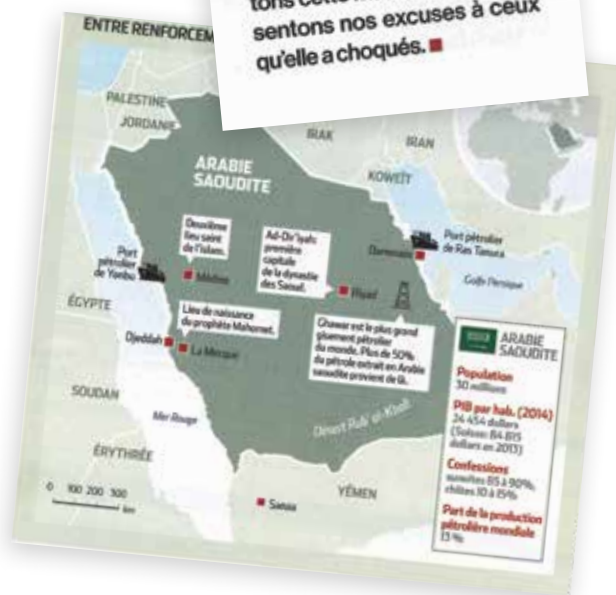 sentons nos excuses à ceux
qu'elle a choqués.
ENTRE RENFORCEM
PALESTINE
JORDANIE
IRAK
IRAN
KOWEÏT
ARABIE
SAOUDITE
Deuxième
lieu saint
de l'islam.
Médine
Ad-Dir'iyah:
première
capitale
de la dynastie
des Saoud.
Riyad
Dammam
Port pétrolier
de Ras Tanura
Golfe Persique
Port
pétrolier
de Yanbu
ÉGYPTE
Lieu de naissance
du prophète Mahomet.
Djeddah
La Mecque
Ghawar est le plus grand
gisement pétrolier
du monde. Plus de 50%
du pétrole extrait en Arabie
saoudite provient de là.
SOUDAN
Mer Rouge
Désert Rub' al-Khali
ÉRYTHRÉE
YÉMEN
Sanaa
0 100 200 300
km
ARABIE
SAOUDITE
Population
30 millions
PIB par hab. (2014)
24 454 dollars
(Suisse: 84 815
dollars en 2013)
Confessions
sunnites 85 à 90%
chiites 10 à 15%
Part de la production
pétrolière mondiale
13 %